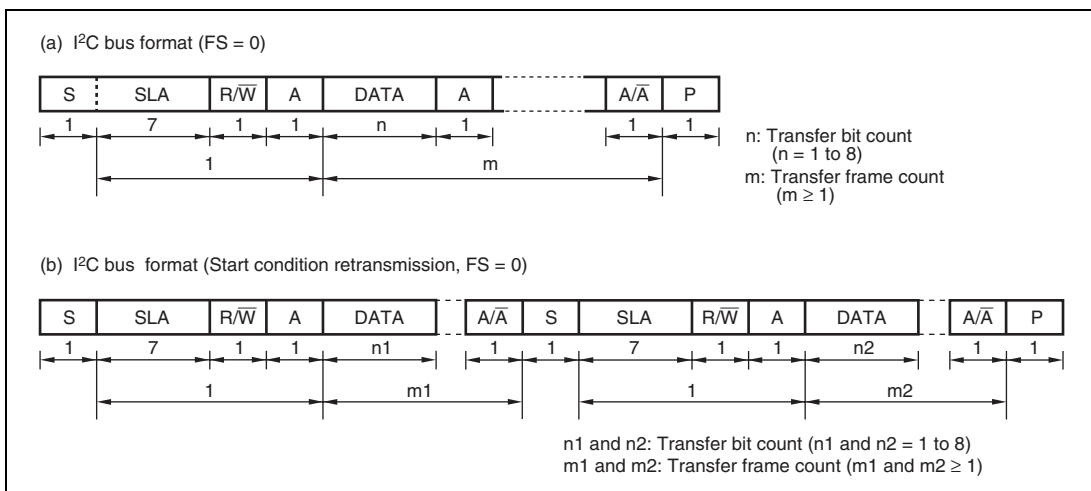 (a) I²C bus format (FS = 0)
S SLA R/W̅ A DATA A A/A̅ P
1 7 1 1 n 1 1 1
1 m
n: Transfer bit count
(n = 1 to 8)
m: Transfer frame count
(m ≥ 1)
(b) I²C bus format (Start condition retransmission, FS = 0)
S SLA R/W̅ A DATA A/A̅ S SLA R/W̅ A DATA A/A̅ P
1 7 1 1 n1 1 1 7 1 1 n2 1 1
1 m1 1 m2
n1 and n2: Transfer bit count (n1 and n2 = 1 to 8)
m1 and m2: Transfer frame count (m1 and m2 ≥ 1)